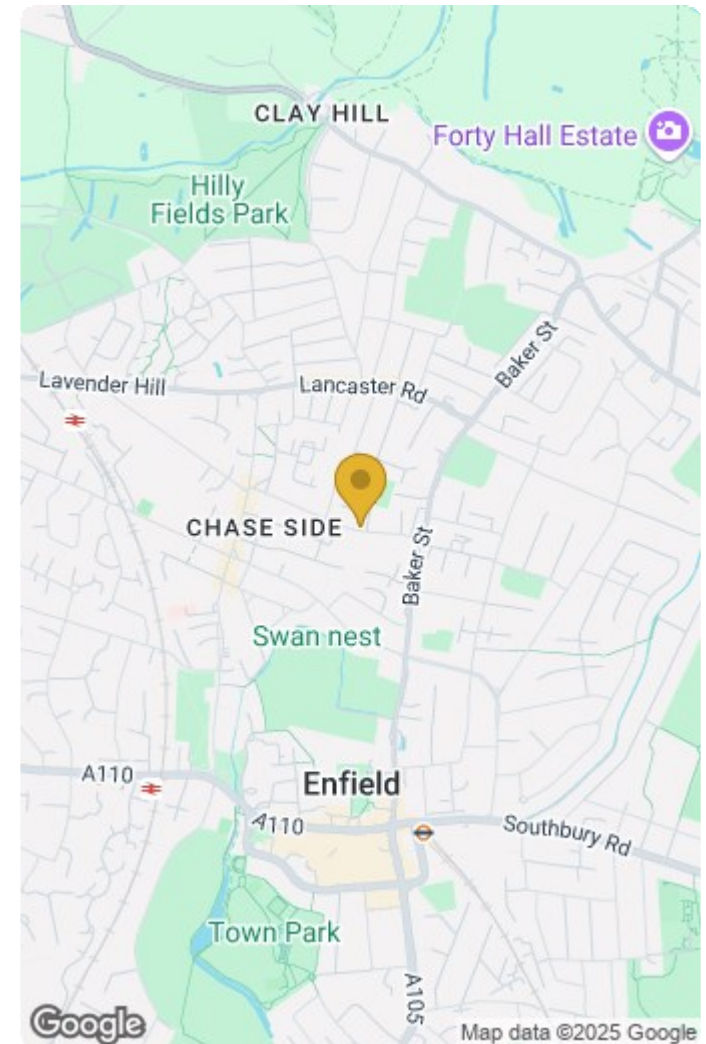 CLAY HILL
Forty Hall Estate
Hilly
Fields Park
Baker St
Lavender Hill
Lancaster Rd
CHASE SIDE
Baker St
Swan nest
A110
Enfield
A110
Southbury Rd
Town Park
A105
Google
Map data ©2025 Google